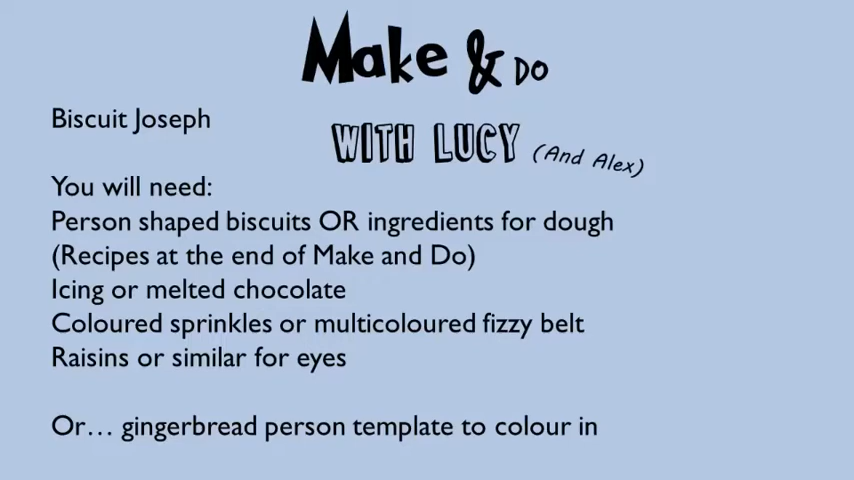 Make & Do
Biscuit Joseph
WITH LUCY (And Alex)
You will need:
Person shaped biscuits OR ingredients for dough
(Recipes at the end of Make and Do)
Icing or melted chocolate
Coloured sprinkles or multicoloured fizzy belt
Raisins or similar for eyes
Or... gingerbread person template to colour in